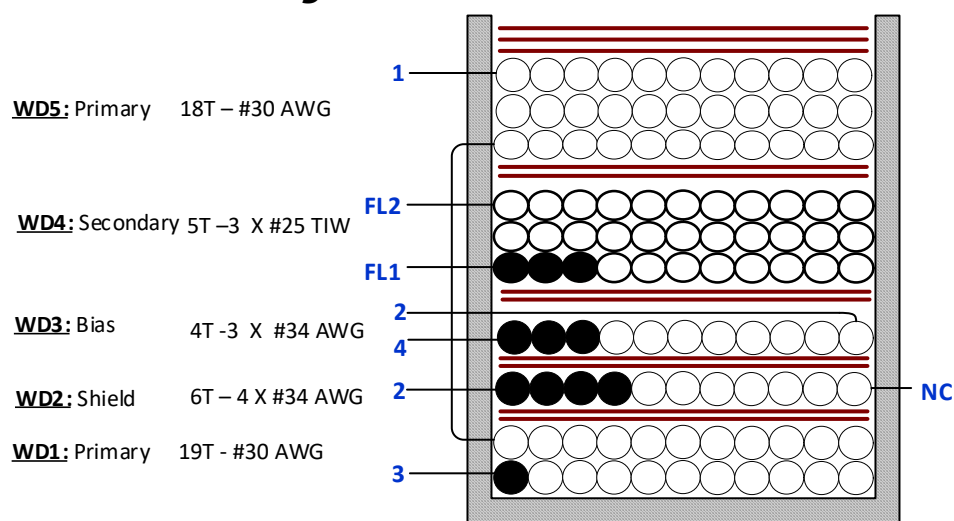 1
WD5: Primary 18T – #30 AWG
FL2
WD4: Secondary 5T –3 X #25 TIW
FL1
2
WD3: Bias 4T -3 X #34 AWG
4
WD2: Shield 6T – 4 X #34 AWG 2 NC
WD1: Primary 19T - #30 AWG
3